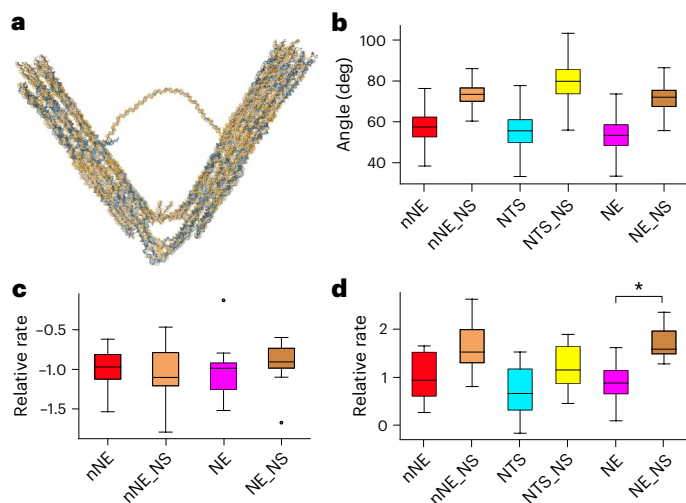 a
b
Angle (deg)
100
80
60
40
nNE
nNE_NS
NTS
NTS_NS
NE
NE_NS
c
Relative rate
−0.5
−1.0
−1.5
nNE
nNE_NS
NE
NE_NS
d
Relative rate
2
1
0
*
nNE
nNE_NS
NTS
NTS_NS
NE
NE_NS